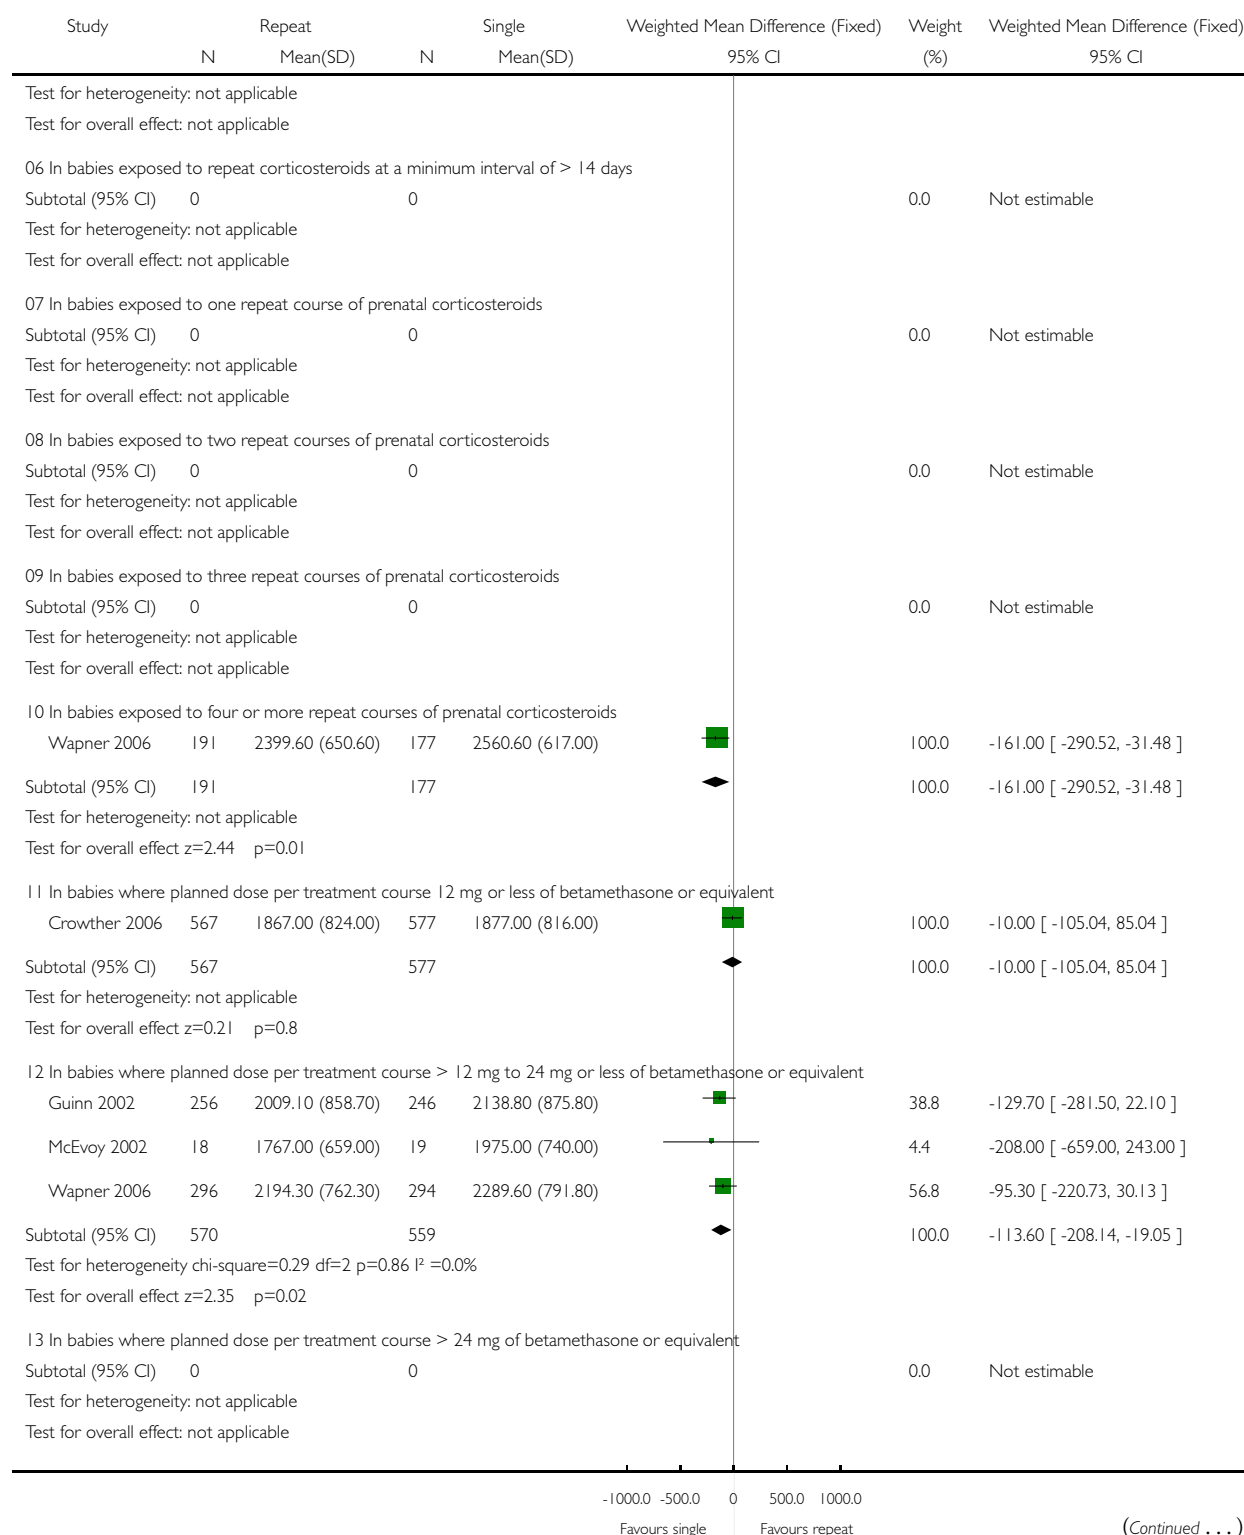 Study Repeat Single Weighted Mean Difference (Fixed) Weight Weighted Mean Difference (Fixed)
N Mean(SD) N Mean(SD) 95% CI (%) 95% CI
Test for heterogeneity: not applicable
Test for overall effect: not applicable
06 In babies exposed to repeat corticosteroids at a minimum interval of > 14 days
Subtotal (95% CI) 0 0 0.0 Not estimable
Test for heterogeneity: not applicable
Test for overall effect: not applicable
07 In babies exposed to one repeat course of prenatal corticosteroids
Subtotal (95% CI) 0 0 0.0 Not estimable
Test for heterogeneity: not applicable
Test for overall effect: not applicable
08 In babies exposed to two repeat courses of prenatal corticosteroids
Subtotal (95% CI) 0 0 0.0 Not estimable
Test for heterogeneity: not applicable
Test for overall effect: not applicable
09 In babies exposed to three repeat courses of prenatal corticosteroids
Subtotal (95% CI) 0 0 0.0 Not estimable
Test for heterogeneity: not applicable
Test for overall effect: not applicable
10 In babies exposed to four or more repeat courses of prenatal corticosteroids
Wapner 2006 191 2399.60 (650.60) 177 2560.60 (617.00) 100.0 -161.00 [ -290.52, -31.48 ]
Subtotal (95% CI) 191 177 100.0 -161.00 [ -290.52, -31.48 ]
Test for heterogeneity: not applicable
Test for overall effect z=2.44 p=0.01
11 In babies where planned dose per treatment course 12 mg or less of betamethasone or equivalent
Crowther 2006 567 1867.00 (824.00) 577 1877.00 (816.00) 100.0 -10.00 [ -105.04, 85.04 ]
Subtotal (95% CI) 567 577 100.0 -10.00 [ -105.04, 85.04 ]
Test for heterogeneity: not applicable
Test for overall effect z=0.21 p=0.8
12 In babies where planned dose per treatment course > 12 mg to 24 mg or less of betamethasone or equivalent
Guinn 2002 256 2009.10 (858.70) 246 2138.80 (875.80) 38.8 -129.70 [ -281.50, 22.10 ]
McEvoy 2002 18 1767.00 (659.00) 19 1975.00 (740.00) 4.4 -208.00 [ -659.00, 243.00 ]
Wapner 2006 296 2194.30 (762.30) 294 2289.60 (791.80) 56.8 -95.30 [ -220.73, 30.13 ]
Subtotal (95% CI) 570 559 100.0 -113.60 [ -208.14, -19.05 ]
Test for heterogeneity chi-square=0.29 df=2 p=0.86 I² =0.0%
Test for overall effect z=2.35 p=0.02
13 In babies where planned dose per treatment course > 24 mg of betamethasone or equivalent
Subtotal (95% CI) 0 0 0.0 Not estimable
Test for heterogeneity: not applicable
Test for overall effect: not applicable
-1000.0 -500.0 0 500.0 1000.0
Favours single Favours repeat (Continued . . . )